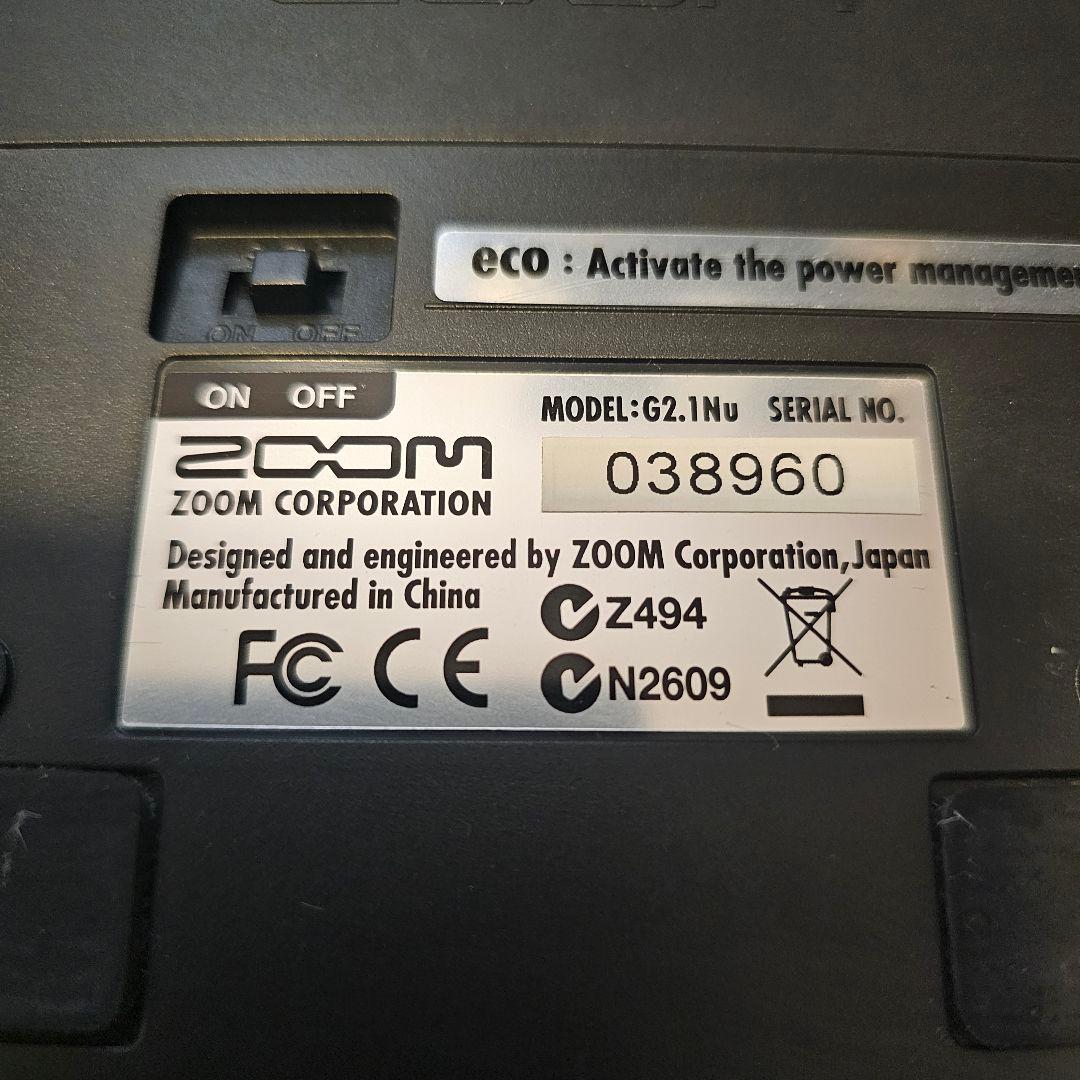 eco : Activate the power
ON OFF
ON OFF
MODEL:G2.1Nu SERIAL NO.
038960
ZOOM
ZOOM CORPORATION
Designed and engineered by ZOOM Corporation,Japan
Manufactured in China
FC CE
Z494
N2609